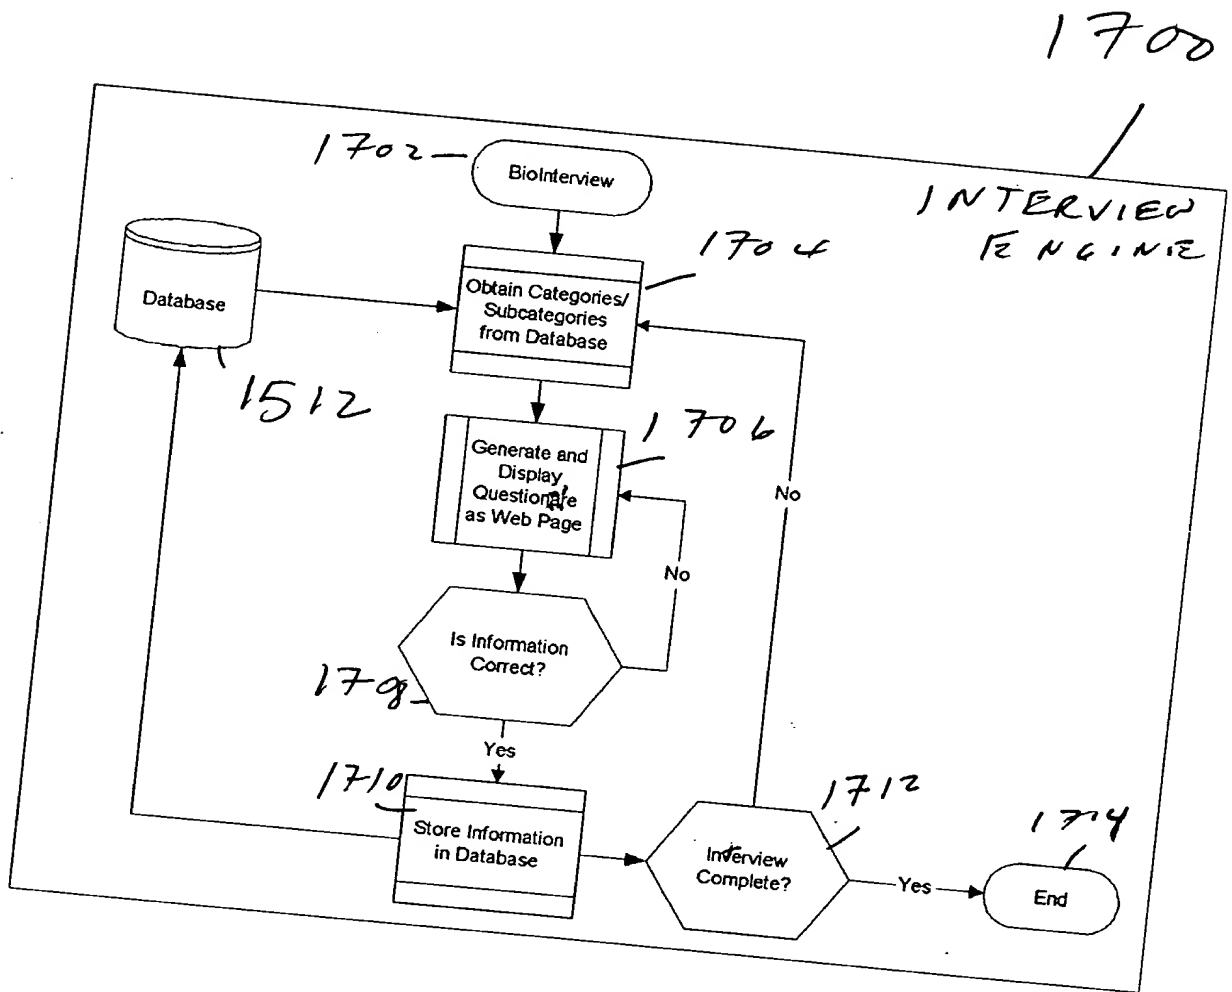 1700
1702
BioInterview
INTERVIEW
ENGINE
1704
Obtain Categories/
Subcategories
from Database
Database
1512
1706
Generate and
Display
as Web Page
No
No
Is Information
Correct?
1708
Yes
1710
Store Information
in Database
1712
Interview
Complete?
Yes
1714
End